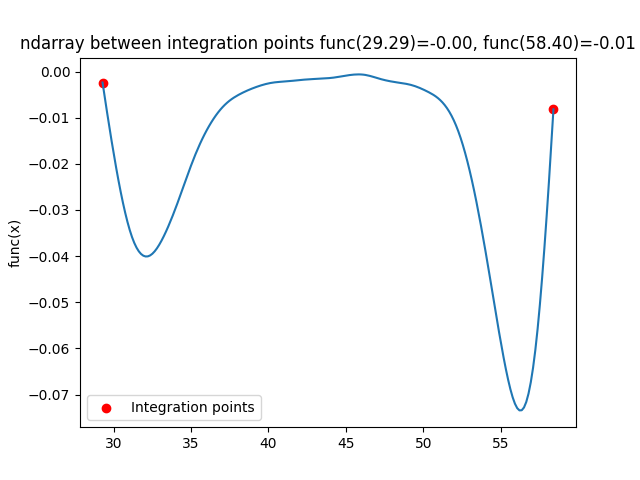 ndarray between integration points func(29.29)=-0.00, func(58.40)=-0.01
0.00
−0.01
−0.02
−0.03
−0.04
−0.05
−0.06
−0.07
func(x)
Integration points
30 35 40 45 50 55